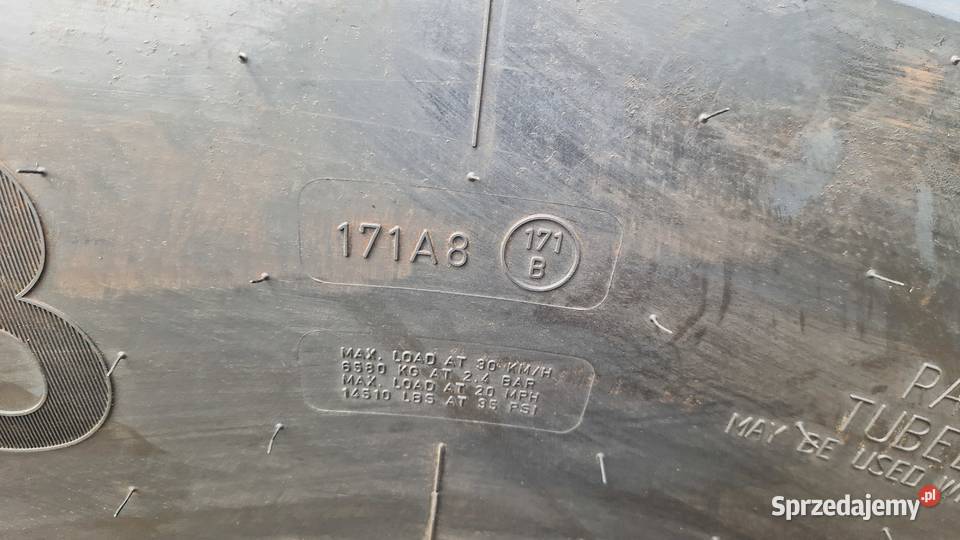 171A8
171
B
MAX. LOAD AT 30 KM/H
6580 KG AT 2.4 BAR
MAX. LOAD AT 20 MPH
14510 LBS AT 35 PSI
MAY BE USED
Sprzedajemy.pl